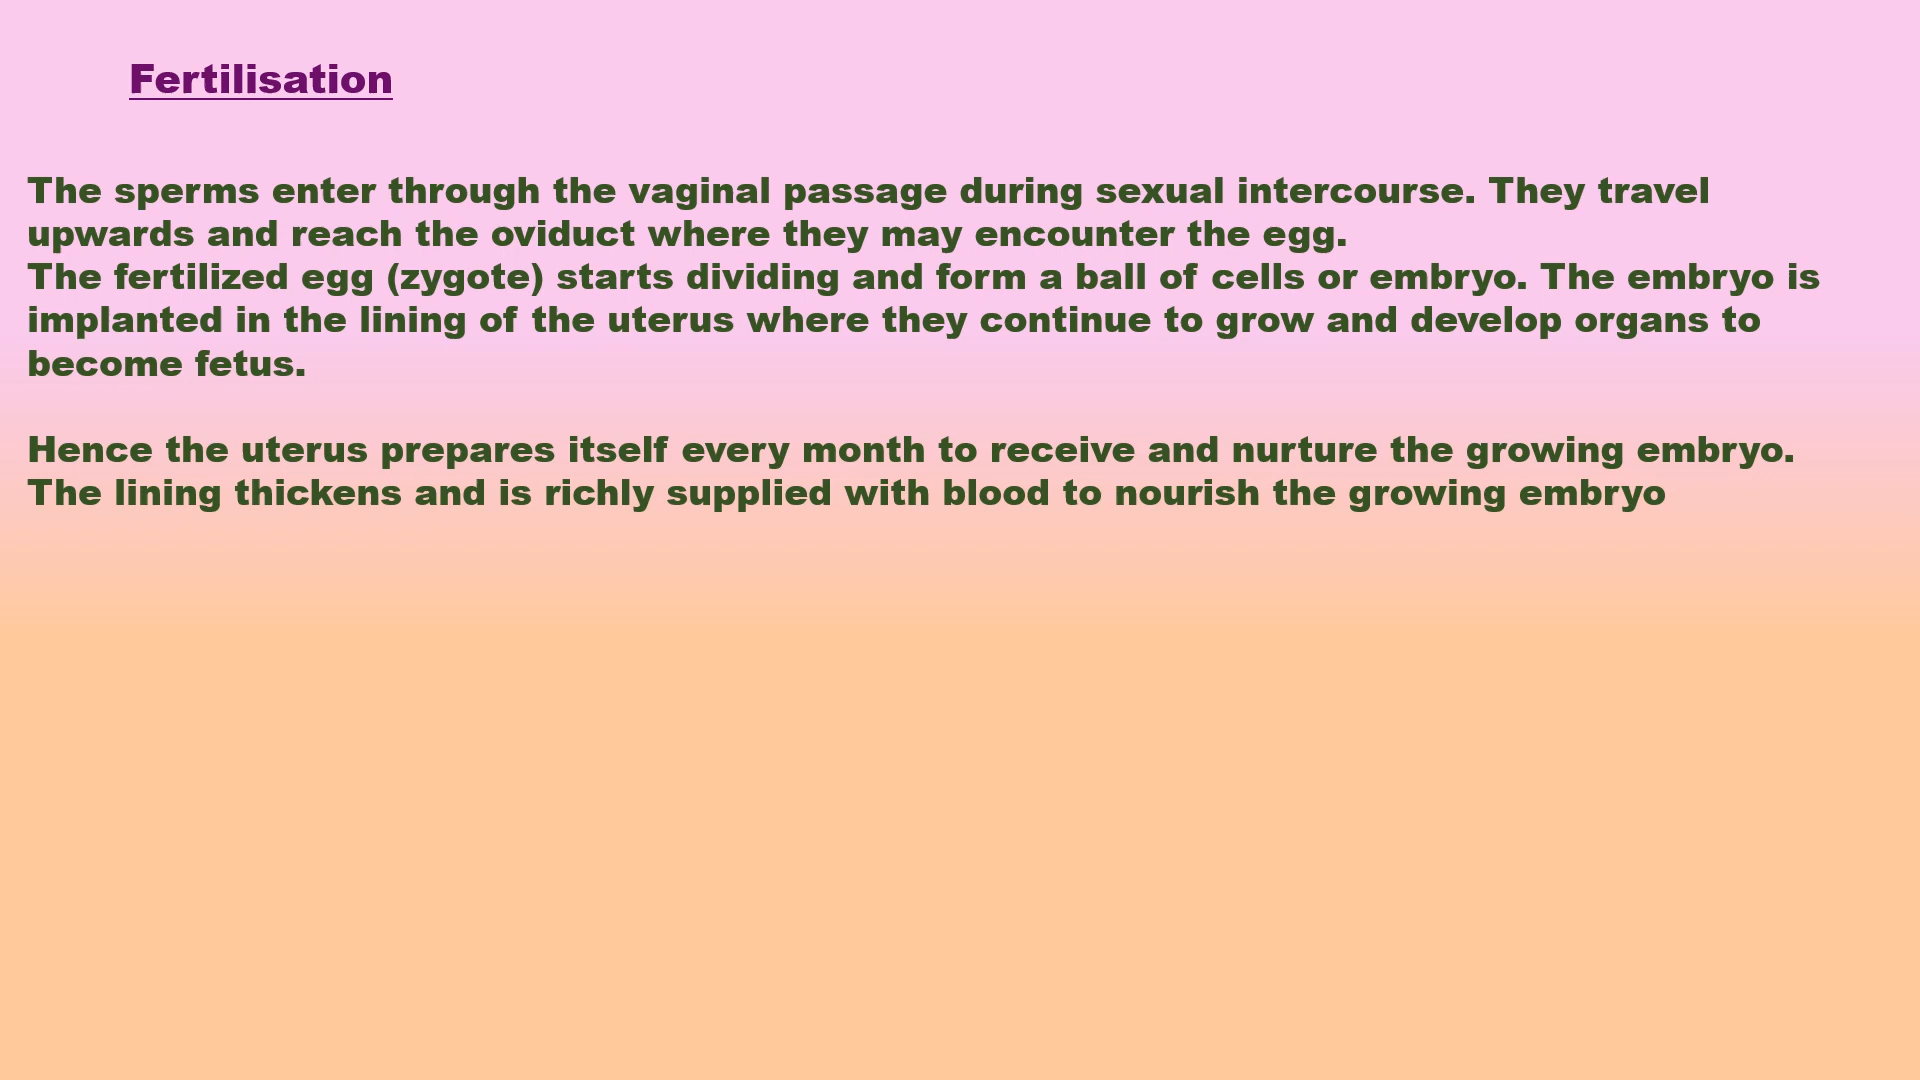 Fertilisation
The sperms enter through the vaginal passage during sexual intercourse. They travel
upwards and reach the oviduct where they may encounter the egg.
The fertilized egg (zygote) starts dividing and form a ball of cells or embryo. The embryo is
implanted in the lining of the uterus where they continue to grow and develop organs to
become fetus.
Hence the uterus prepares itself every month to receive and nurture the growing embryo.
The lining thickens and is richly supplied with blood to nourish the growing embryo